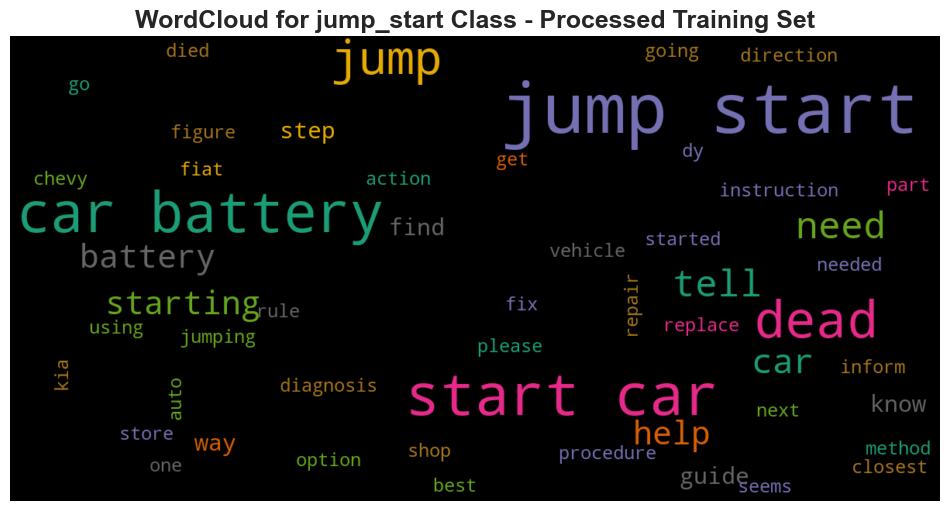 WordCloud for jump_start Class - Processed Training Set
died
jump
going
direction
go
jump start
figure
step
dy
fiat
get
chevy
action
instruction
part
car battery
find
need
battery
vehicle
started
needed
tell
starting
rule
fix
repair
dead
using
jumping
replace
please
car
inform
kia
auto
diagnosis
start car
next
know
store
way
help
one
option
shop
procedure
method
closest
best
guide
seems